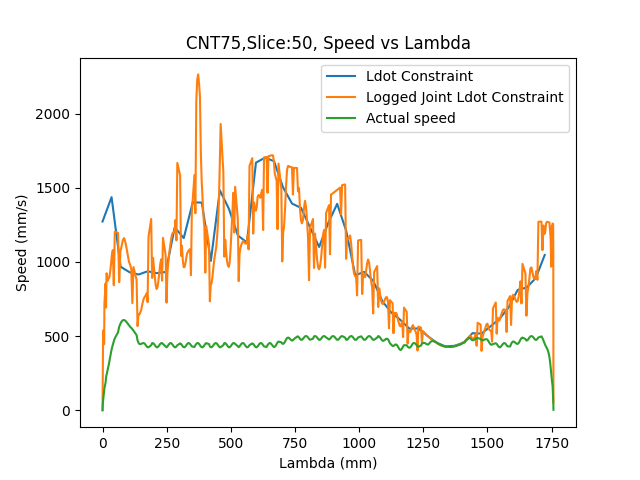 CNT75,Slice:50, Speed vs Lambda
Ldot Constraint
Logged Joint Ldot Constraint
Actual speed
Speed (mm/s)
2000
1500
1000
500
0
0 250 500 750 1000 1250 1500 1750
Lambda (mm)